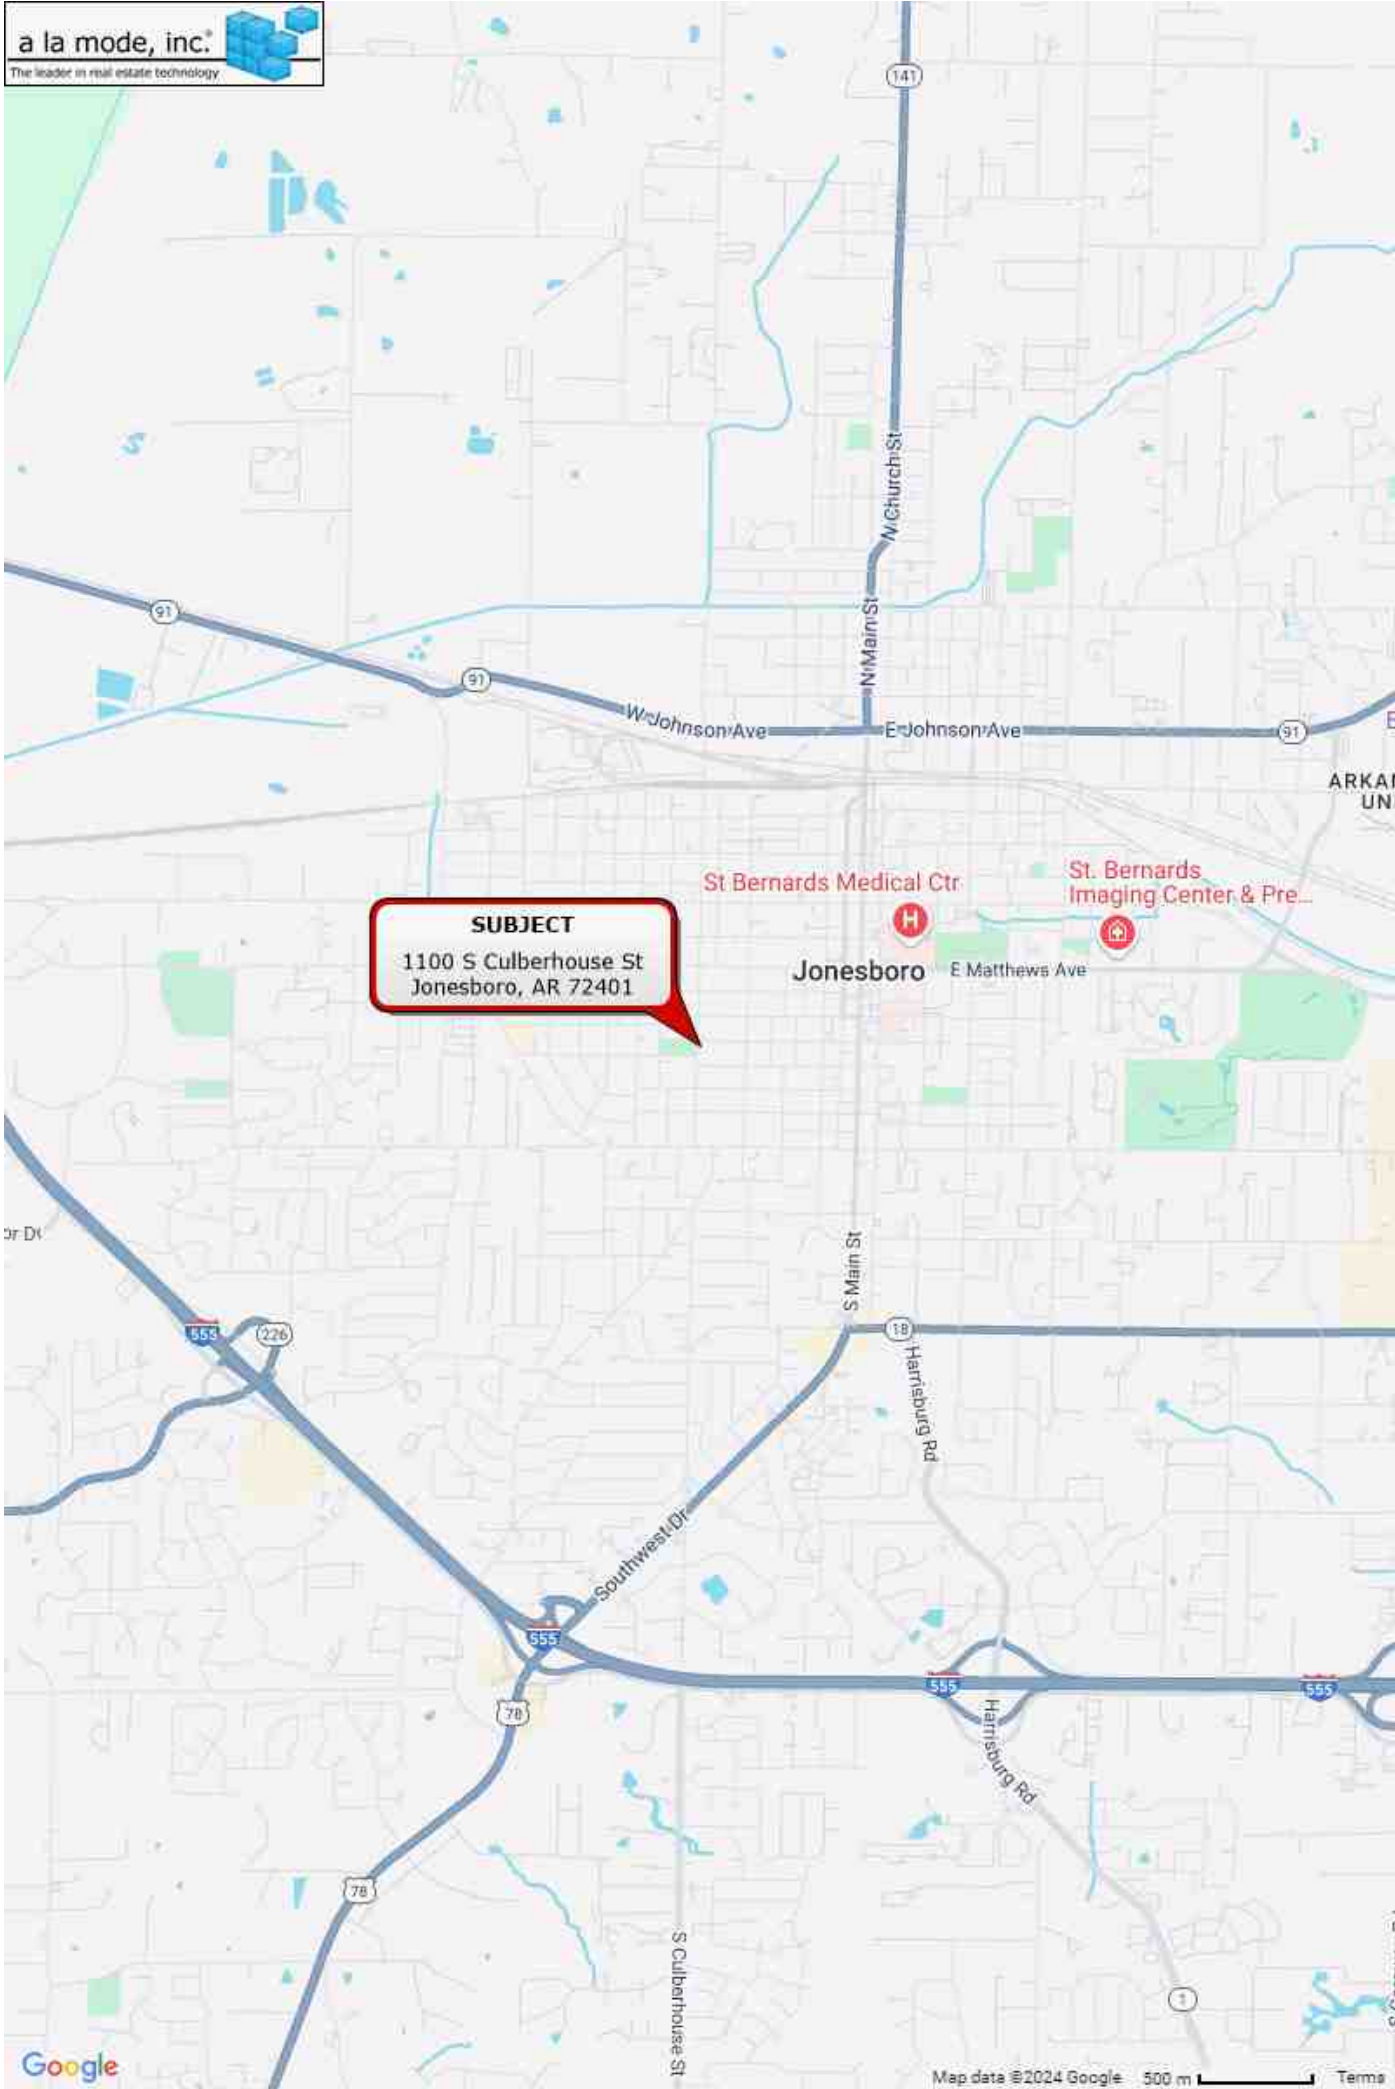 a la mode, inc.®
The leader in real estate technology
141
N Church St
91
N Main St
91
W Johnson Ave
E Johnson Ave
91
E
ARKAN
UN
St Bernards Medical Ctr
St. Bernards
Imaging Center & Pre...
H
SUBJECT
1100 S Culberhouse St
Jonesboro, AR 72401
Jonesboro
E Matthews Ave
S Main St
555
226
18
Harrisburg Rd
Southwest Dr
555
555
555
78
Harrisburg Rd
78
S Culberhouse St
1
Google
Map data ©2024 Google
500 m
Terms